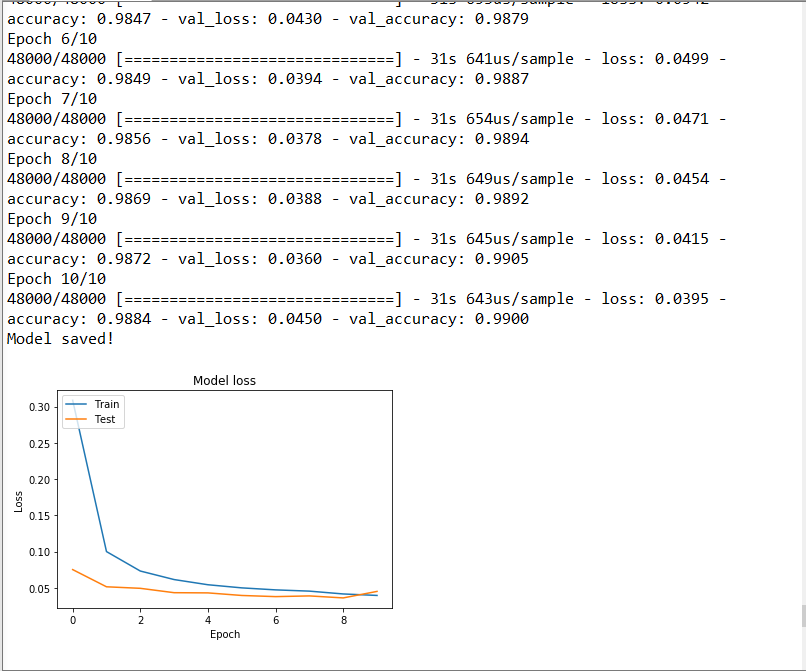 accuracy: 0.9847 - val_loss: 0.0430 - val_accuracy: 0.9879
Epoch 6/10
48000/48000 [==============================] - 31s 641us/sample - loss: 0.0499 -
accuracy: 0.9849 - val_loss: 0.0394 - val_accuracy: 0.9887
Epoch 7/10
48000/48000 [==============================] - 31s 654us/sample - loss: 0.0471 -
accuracy: 0.9856 - val_loss: 0.0378 - val_accuracy: 0.9894
Epoch 8/10
48000/48000 [==============================] - 31s 649us/sample - loss: 0.0454 -
accuracy: 0.9869 - val_loss: 0.0388 - val_accuracy: 0.9892
Epoch 9/10
48000/48000 [==============================] - 31s 645us/sample - loss: 0.0415 -
accuracy: 0.9872 - val_loss: 0.0360 - val_accuracy: 0.9905
Epoch 10/10
48000/48000 [==============================] - 31s 643us/sample - loss: 0.0395 -
accuracy: 0.9884 - val_loss: 0.0450 - val_accuracy: 0.9900
Model saved!
Model loss
Train
Test
0.30
0.25
0.20
0.15
0.10
0.05
Loss
0 2 4 6 8
Epoch